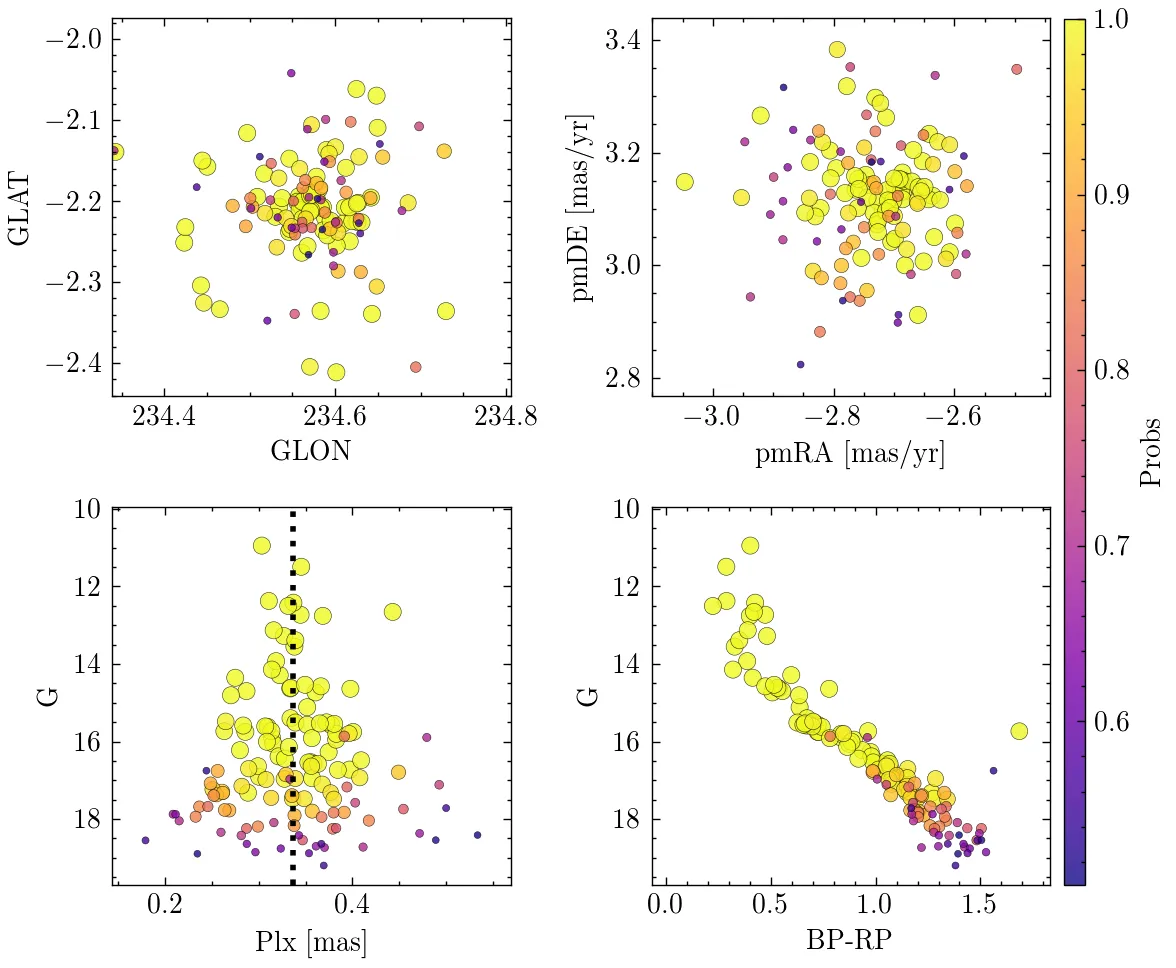 −2.0
−2.1
−2.2
−2.3
−2.4
GLAT
234.4 234.6 234.8
GLON
3.4
3.2
3.0
2.8
pmDE [mas/yr]
−3.0 −2.8 −2.6
pmRA [mas/yr]
10
12
14
16
18
G
0.2 0.4
Plx [mas]
10
12
14
16
18
G
0.0 0.5 1.0 1.5
BP-RP
1.0
0.9
0.8
0.7
0.6
Probs